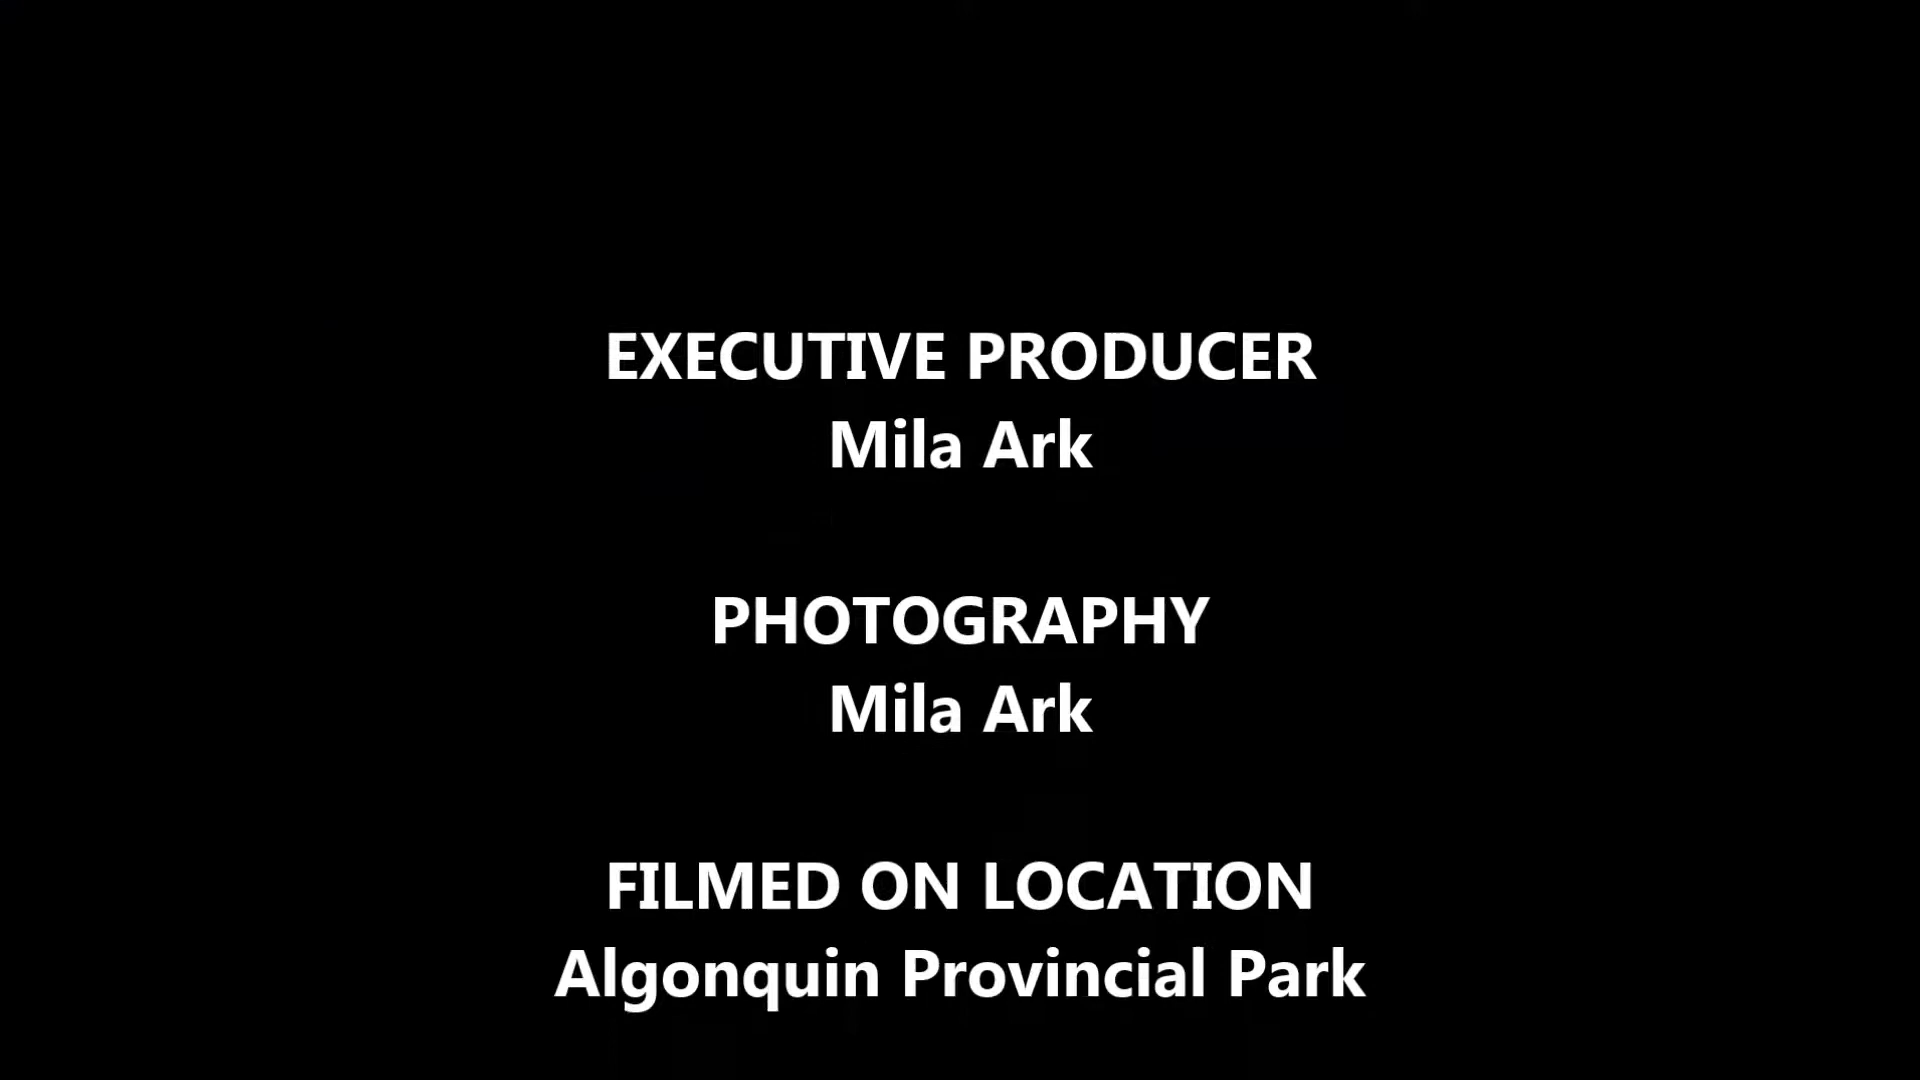 EXECUTIVE PRODUCER
Mila Ark
PHOTOGRAPHY
Mila Ark
FILMED ON LOCATION
Algonquin Provincial Park